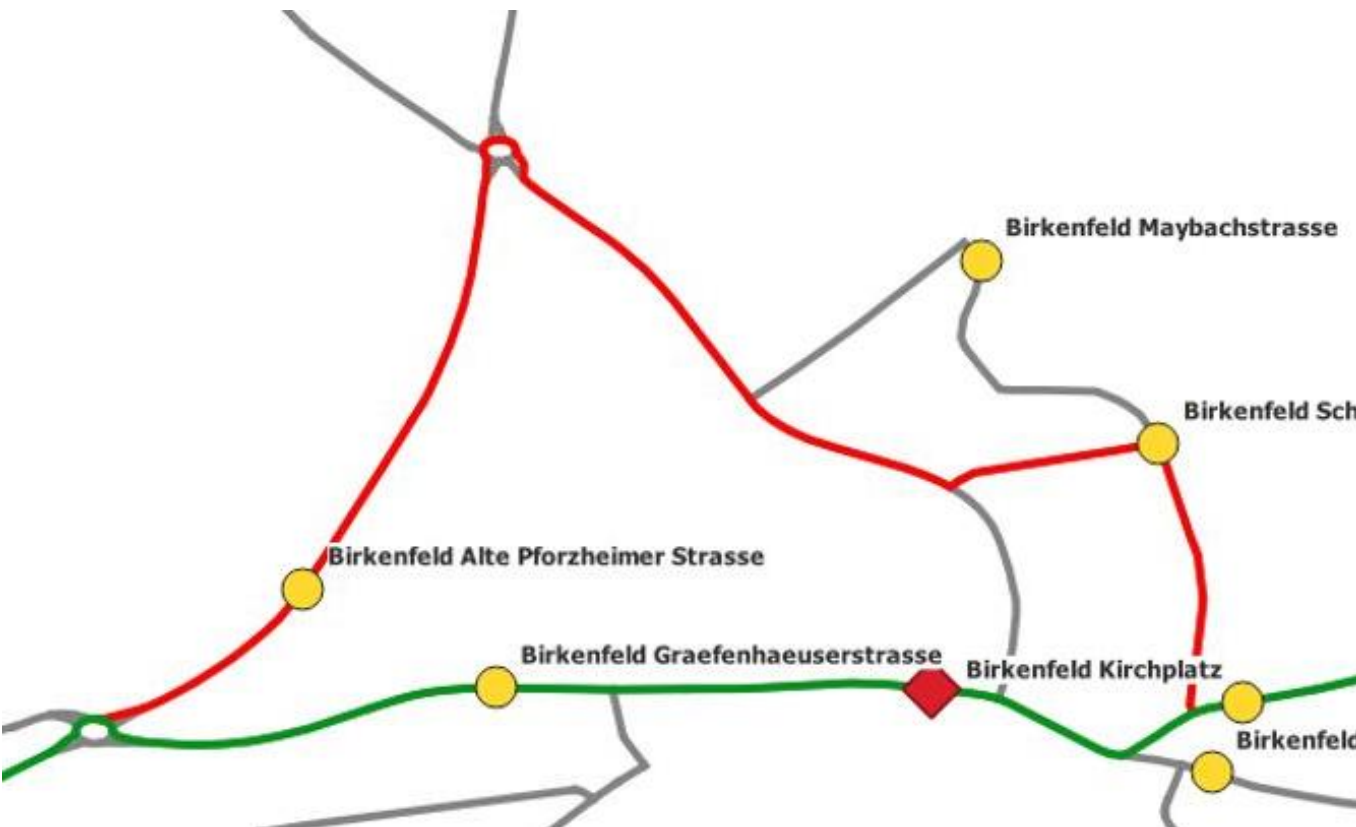 Birkenfeld Maybachstrasse
Birkenfeld Sch
Birkenfeld Alte Pforzheimer Strasse
Birkenfeld Graefenhaeuserstrasse
Birkenfeld Kirchplatz
Birkenfeld